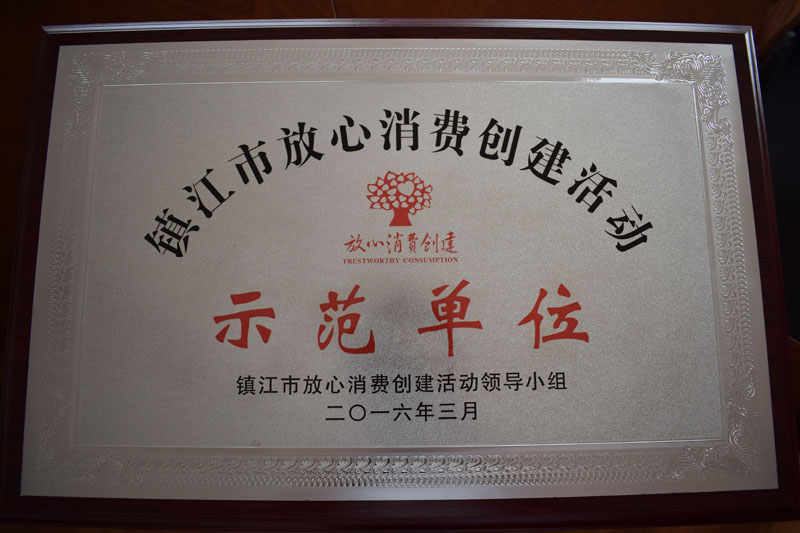 镇江市放心消费创建活动
放心消费创建
TRUSTWORTHY CONSUMPTION
示范单位
镇江市放心消费创建活动领导小组
二〇一六年三月